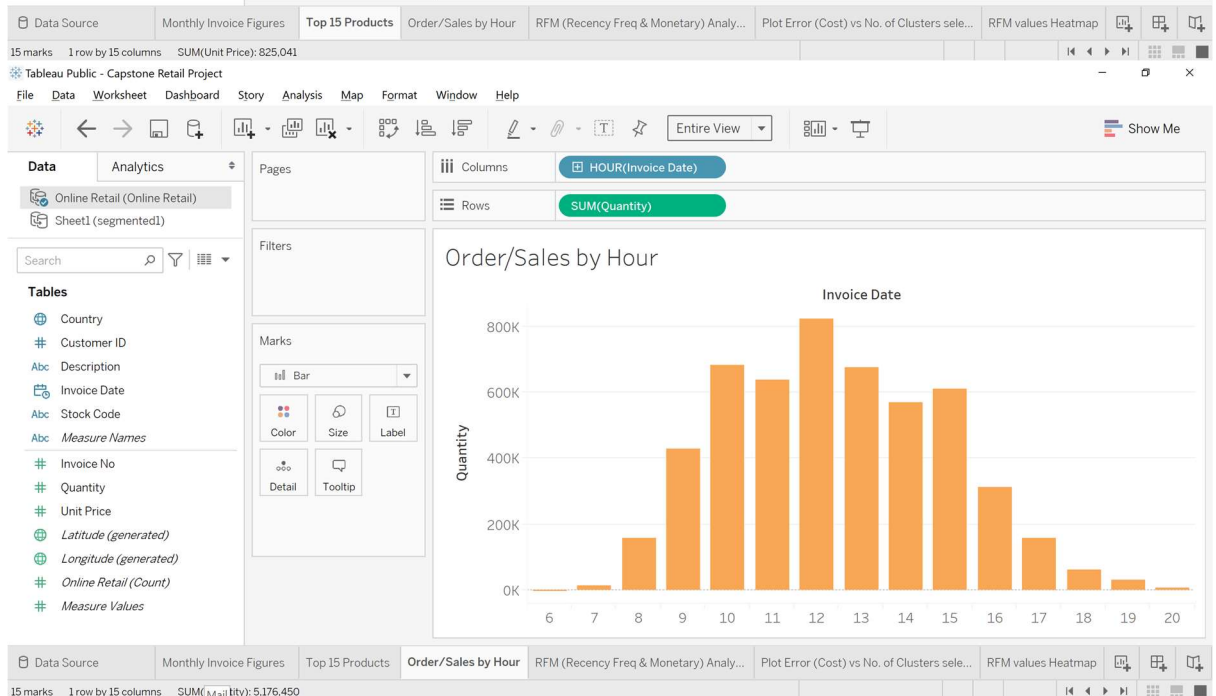 Data Source Monthly Invoice Figures Top 15 Products Order/Sales by Hour RFM (Recency Freq & Monetary) Analy... Plot Error (Cost) vs No. of Clusters sele... RFM values Heatmap
15 marks 1 row by 15 columns SUM(Unit Price): 825,041
Tableau Public - Capstone Retail Project
File Data Worksheet Dashboard Story Analysis Map Format Window Help
Entire View Show Me
Data Analytics
Online Retail (Online Retail)
Sheet1 (segmented1)
Search
Tables
Country
Customer ID
Abc Description
Invoice Date
Abc Stock Code
Abc Measure Names
Invoice No
Quantity
Unit Price
Latitude (generated)
Longitude (generated)
Online Retail (Count)
Measure Values
Pages
Filters
Marks
Bar
Color Size Label
Detail Tooltip
Columns HOUR(Invoice Date)
Rows SUM(Quantity)
Order/Sales by Hour
Invoice Date
Quantity
800K
600K
400K
200K
0K
6 7 8 9 10 11 12 13 14 15 16 17 18 19 20
Data Source Monthly Invoice Figures Top 15 Products Order/Sales by Hour RFM (Recency Freq & Monetary) Analy... Plot Error (Cost) vs No. of Clusters sele... RFM values Heatmap
15 marks 1 row by 15 columns SUM( Mail tity): 5,176,450